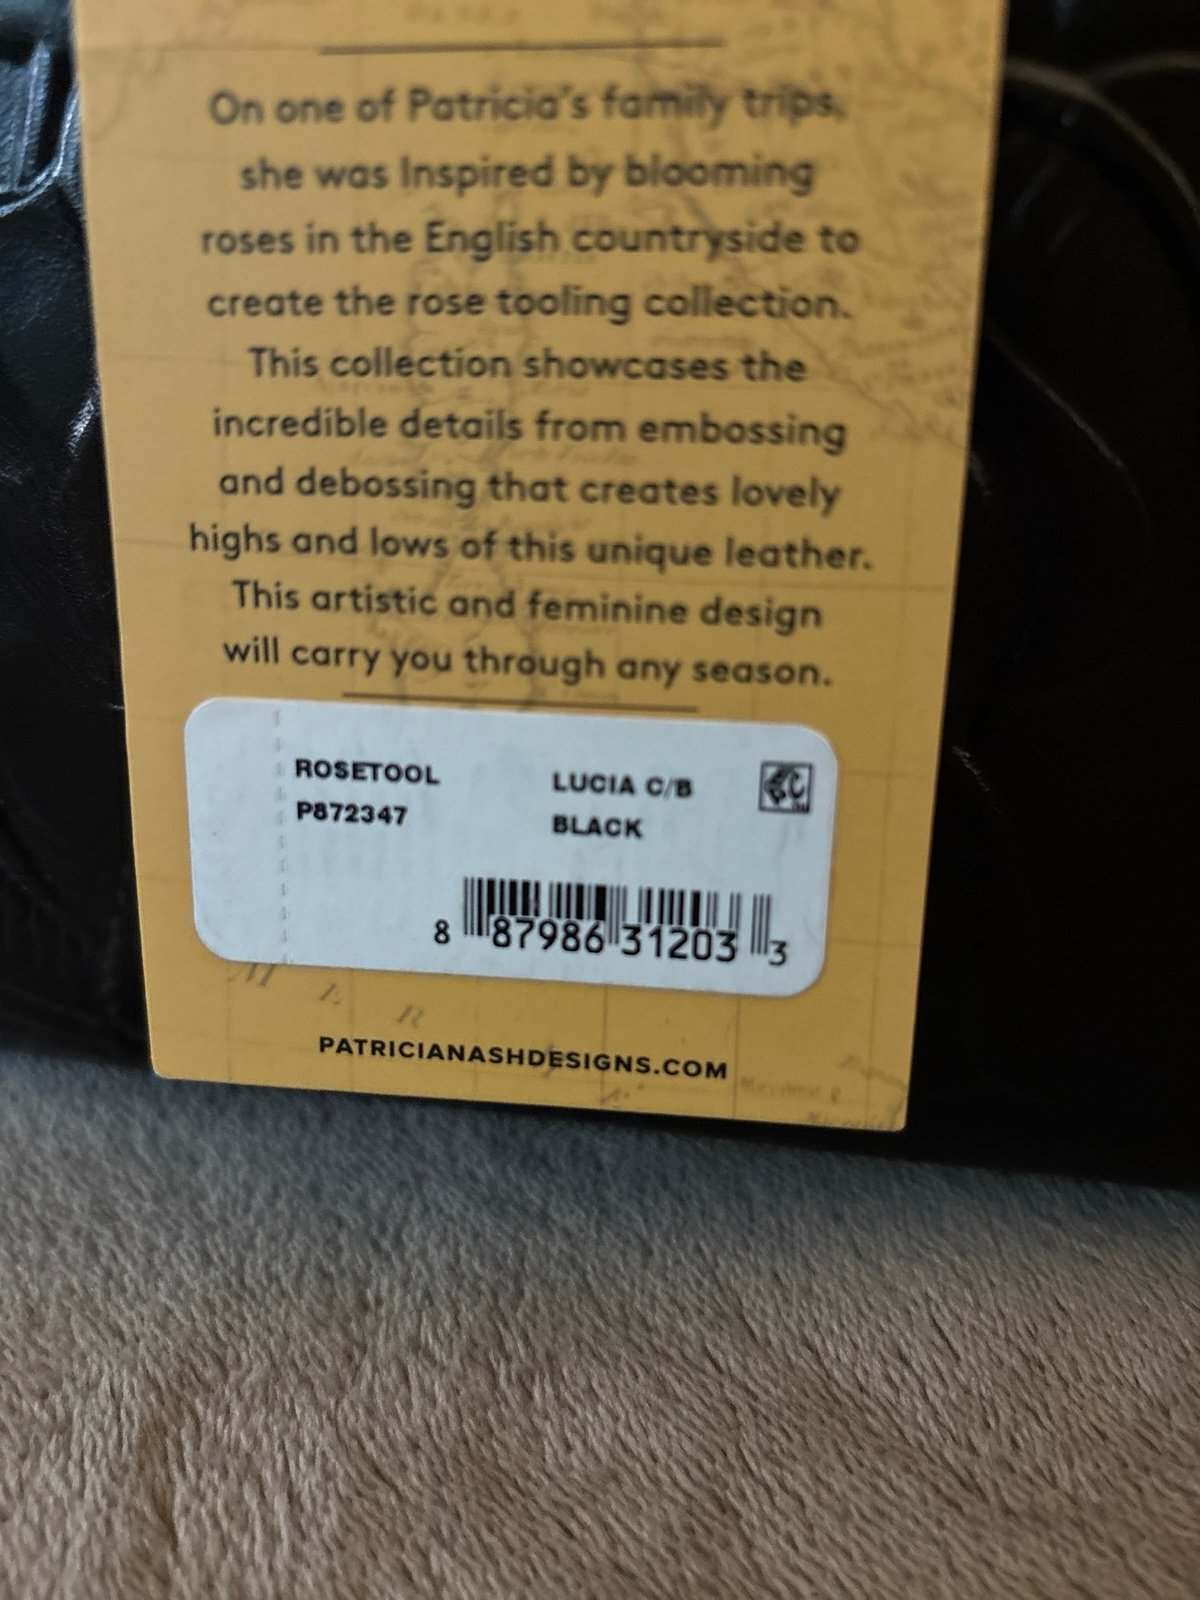 On one of Patricia's family trips,
she was Inspired by blooming
roses in the English countryside to
create the rose tooling collection.
This collection showcases the
incredible details from embossing
and debossing that creates lovely
highs and lows of this unique leather.
This artistic and feminine design
will carry you through any season.
ROSETOOL LUCIA C/B
P872347 BLACK
8 87986 31203 3
M E R
PATRICIANASHDESIGNS.COM